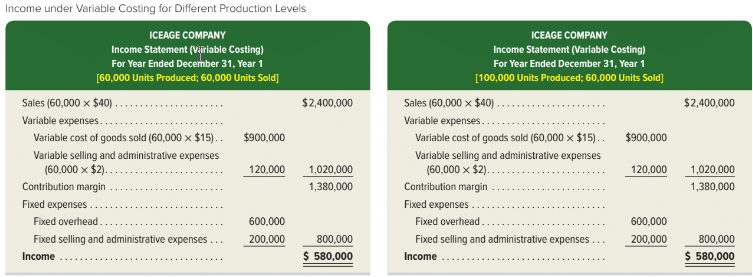 Income under Variable Costing for Different Production Levels
ICEAGE COMPANY
Income Statement (Variable Costing)
For Year Ended December 31, Year 1
[60,000 Units Produced; 60,000 Units Sold]
Sales (60,000 × $40) ...................... $2,400,000
Variable expenses......................
Variable cost of goods sold (60,000 × $15).. $900,000
Variable selling and administrative expenses
(60,000 × $2)...................... 120,000 1,020,000
Contribution margin ...................... 1,380,000
Fixed expenses ......................
Fixed overhead...................... 600,000
Fixed selling and administrative expenses ... 200,000 800,000
Income ...................... $ 580,000
ICEAGE COMPANY
Income Statement (Variable Costing)
For Year Ended December 31, Year 1
[100,000 Units Produced; 60,000 Units Sold]
Sales (60,000 × $40) ...................... $2,400,000
Variable expenses......................
Variable cost of goods sold (60,000 × $15).. $900,000
Variable selling and administrative expenses
(60,000 × $2)...................... 120,000 1,020,000
Contribution margin ...................... 1,380,000
Fixed expenses ......................
Fixed overhead...................... 600,000
Fixed selling and administrative expenses ... 200,000 800,000
Income ...................... $ 580,000